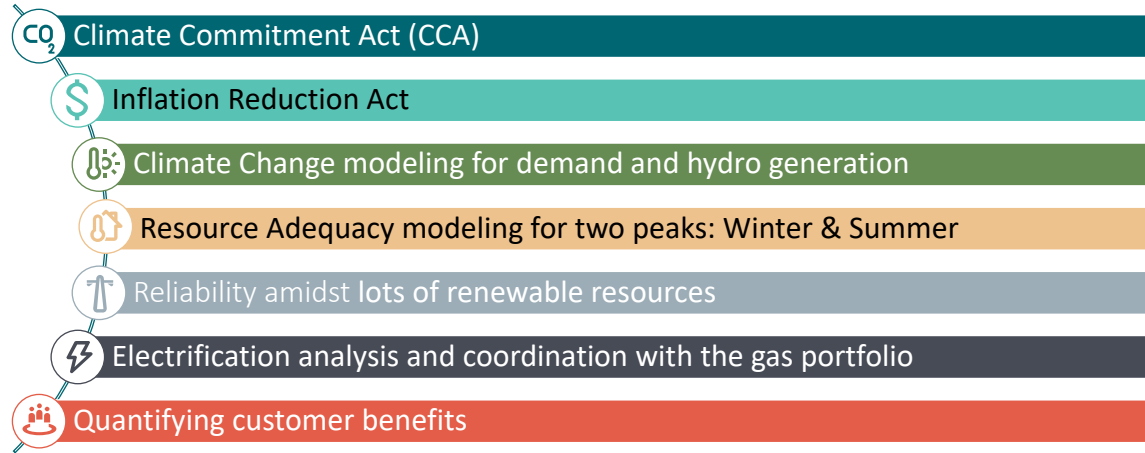 CO2
Climate Commitment Act (CCA)
$
Inflation Reduction Act
Climate Change modeling for demand and hydro generation
Resource Adequacy modeling for two peaks: Winter & Summer
Reliability amidst lots of renewable resources
Electrification analysis and coordination with the gas portfolio
Quantifying customer benefits